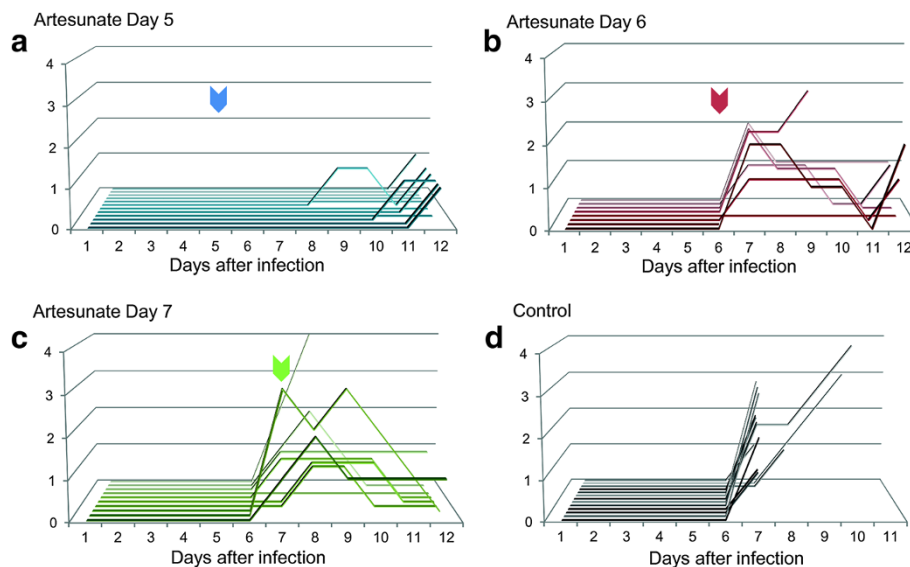 Artesunate Day 5
a
4
3
2
1
0
1 2 3 4 5 6 7 8 9 10 11 12
Days after infection
Artesunate Day 6
b
4
3
2
1
0
1 2 3 4 5 6 7 8 9 10 11 12
Days after infection
Artesunate Day 7
c
4
3
2
1
0
1 2 3 4 5 6 7 8 9 10 11 12
Days after infection
Control
d
4
3
2
1
0
1 2 3 4 5 6 7 8 9 10 11
Days after infection